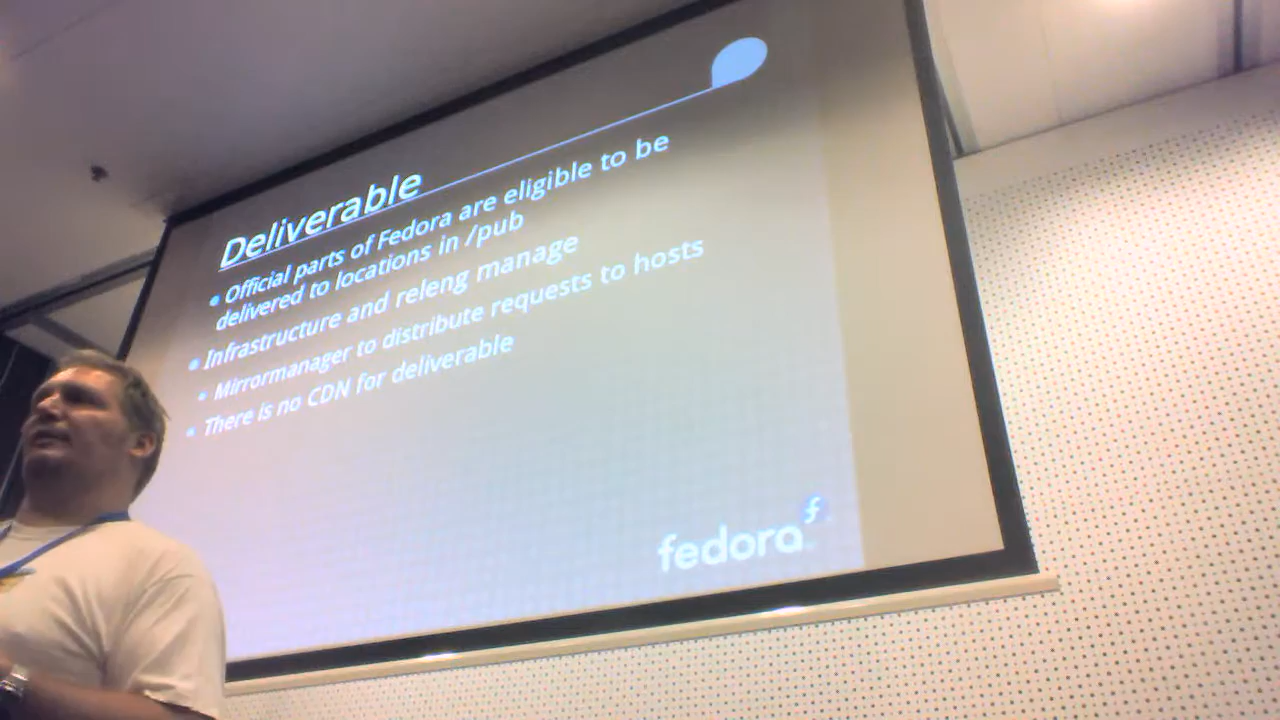 Deliverable
Official parts of Fedora are eligible to be
delivered to locations in /pub
Infrastructure and releng manage
Mirrormanager to distribute requests to hosts
There is no CDN for deliverable
fedora